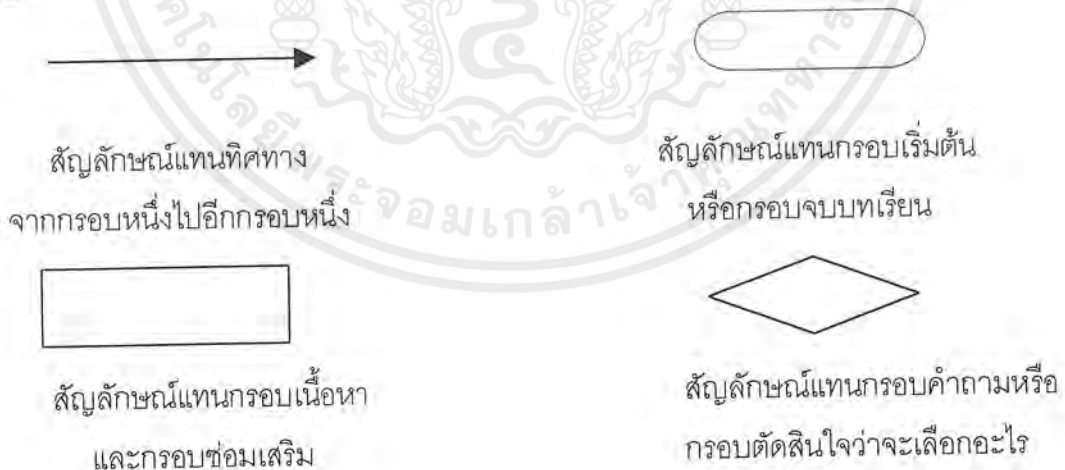 สัญลักษณ์แทนทิศทาง
จากกรอบหนึ่งไปอีกกรอบหนึ่ง
สัญลักษณ์แทนกรอบเริ่มต้น
หรือกรอบจบบทเรียน
สัญลักษณ์แทนกรอบเนื้อหา
และกรอบซ่อมเสริม
สัญลักษณ์แทนกรอบคำถามหรือ
กรอบตัดสินใจว่าจะเลือกอะไร